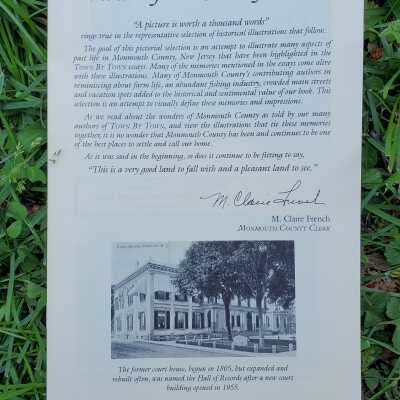 "A picture is worth a thousand words"
rings true in the representative selection of historical illustrations that follow.
The goal of this pictorial selection is an attempt to illustrate many aspects of
past life in Monmouth County, New Jersey that have been highlighted in the
TOWN BY TOWN essays. Many of the memories mentioned in the essays come alive
with these illustrations. Many of Monmouth County's contributing authors in
reminiscing about farm life, an abundant fishing industry, crowded main streets
and vacation spots added to the historical and sentimental value of our book. This
selection is an attempt to visually define these memories and impressions.
As we read about the wonders of Monmouth County as told by our many
authors of TOWN BY TOWN, and view the illustrations that tie these memories
together, it is no wonder that Monmouth County has been and continues to be one
of the best places to settle and call our home.
As it was said in the beginning, so does it continue to be fitting to say,
"This is a very good land to fall with and a pleasant land to see."
M. Claire French
M. Claire French
MONMOUTH COUNTY CLERK
The former court house, begun in 1805, but expanded and
rebuilt often, was named the Hall of Records after a new court
building opened in 1955.